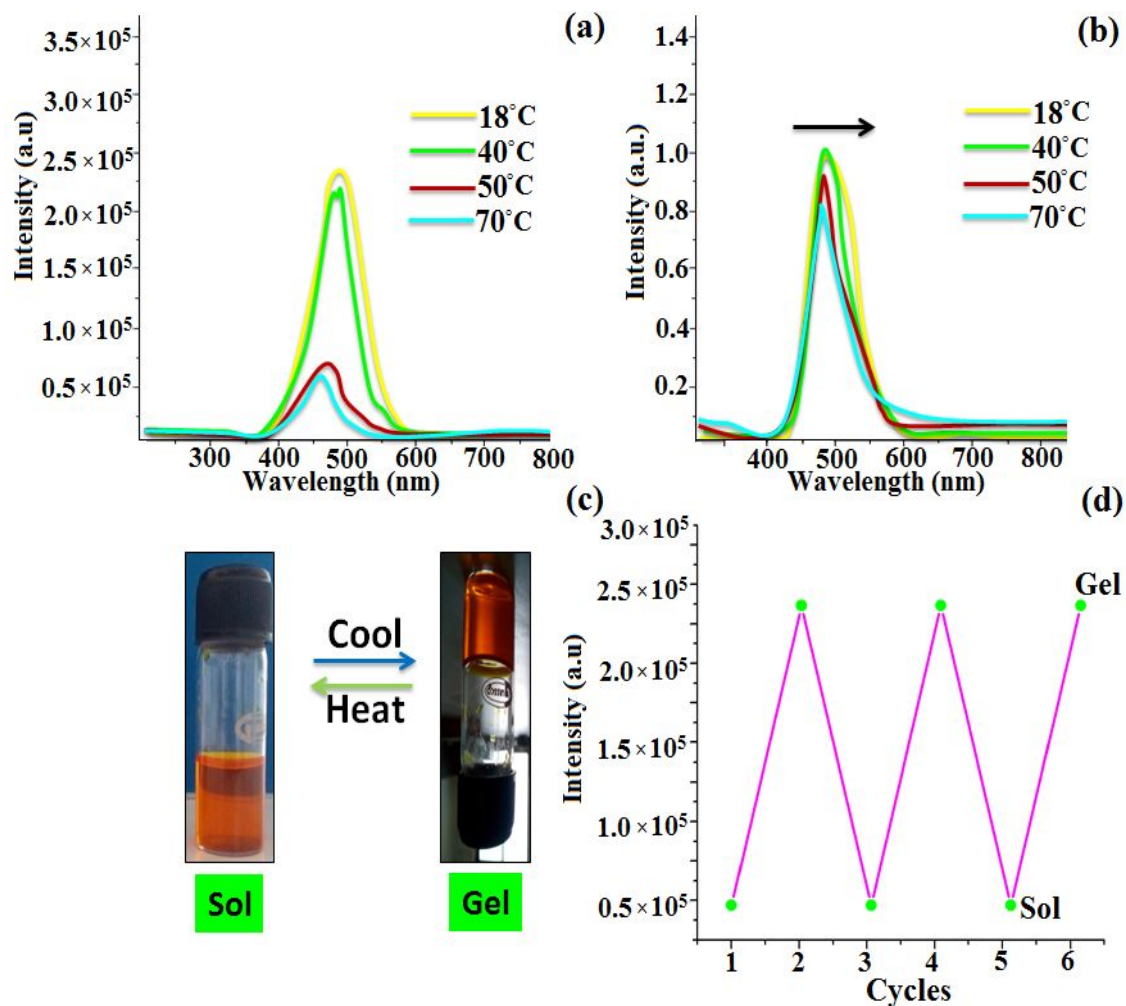 (a)
3.5×10⁵
3.0×10⁵
2.5×10⁵
2.0×10⁵
1.5×10⁵
1.0×10⁵
0.5×10⁵
Intensity (a.u)
18°C
40°C
50°C
70°C
300 400 500 600 700 800
Wavelength (nm)
(b)
1.4
1.2
1.0
0.8
0.6
0.4
0.2
Intensity (a.u.)
18°C
40°C
50°C
70°C
400 500 600 700 800
Wavelength (nm)
(c)
Cool
Heat
Sol
Gel
(d)
3.0×10⁵
2.5×10⁵
2.0×10⁵
1.5×10⁵
1.0×10⁵
0.5×10⁵
Intensity (a.u)
Gel
Sol
1 2 3 4 5 6
Cycles